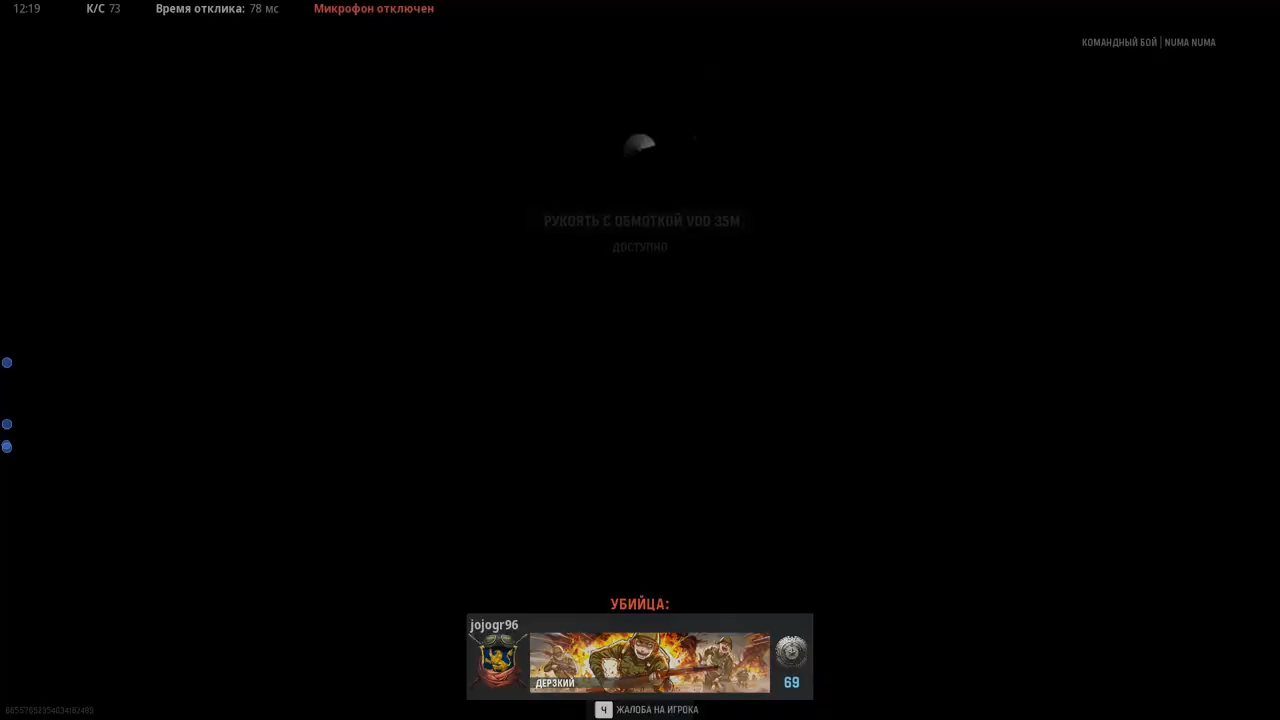 12:19 К/С 73 Время отклика: 78 мс Микрофон отключен
КОМАНДНЫЙ БОЙ | NUMA NUMA
РУКОЯТЬ С ОБМОТКОЙ VDD 35M
ДОСТУПНО
УБИЙЦА:
jojogr96
ДЕРЗКИЙ
69
Ч ЖАЛОБА НА ИГРОКА